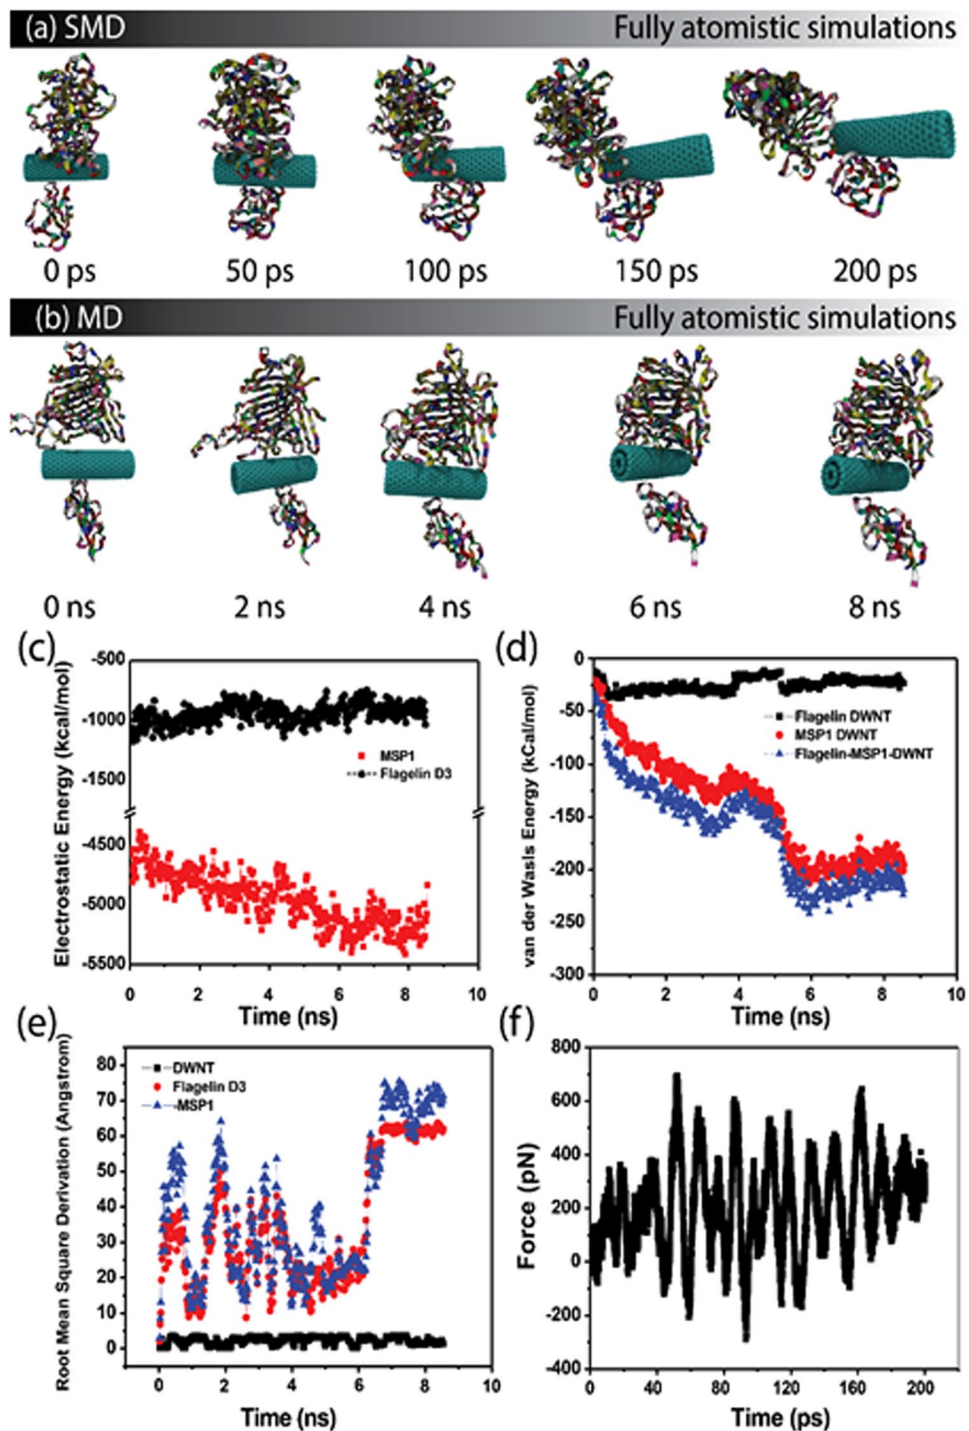 (a) SMD Fully atomistic simulations
0 ps 50 ps 100 ps 150 ps 200 ps
(b) MD Fully atomistic simulations
0 ns 2 ns 4 ns 6 ns 8 ns
(c)
Electrostatic Energy (kcal/mol)
-500
-1000
-1500
-4500
-5000
-5500
MSP1
Flagelin D3
0 2 4 6 8 10
Time (ns)
(d)
van der Wasls Energy (kCal/mol)
0
-50
-100
-150
-200
-250
-300
Flagelin DWNT
MSP1 DWNT
Flagelin-MSP1-DWNT
0 2 4 6 8 10
Time (ns)
(e)
Root Mean Square Derivation (Angstrom)
80
70
60
50
40
30
20
10
0
DWNT
Flagelin D3
-MSP1
0 2 4 6 8 10
Time (ns)
(f)
Force (pN)
800
600
400
200
0
-200
-400
0 40 80 120 160 200
Time (ps)